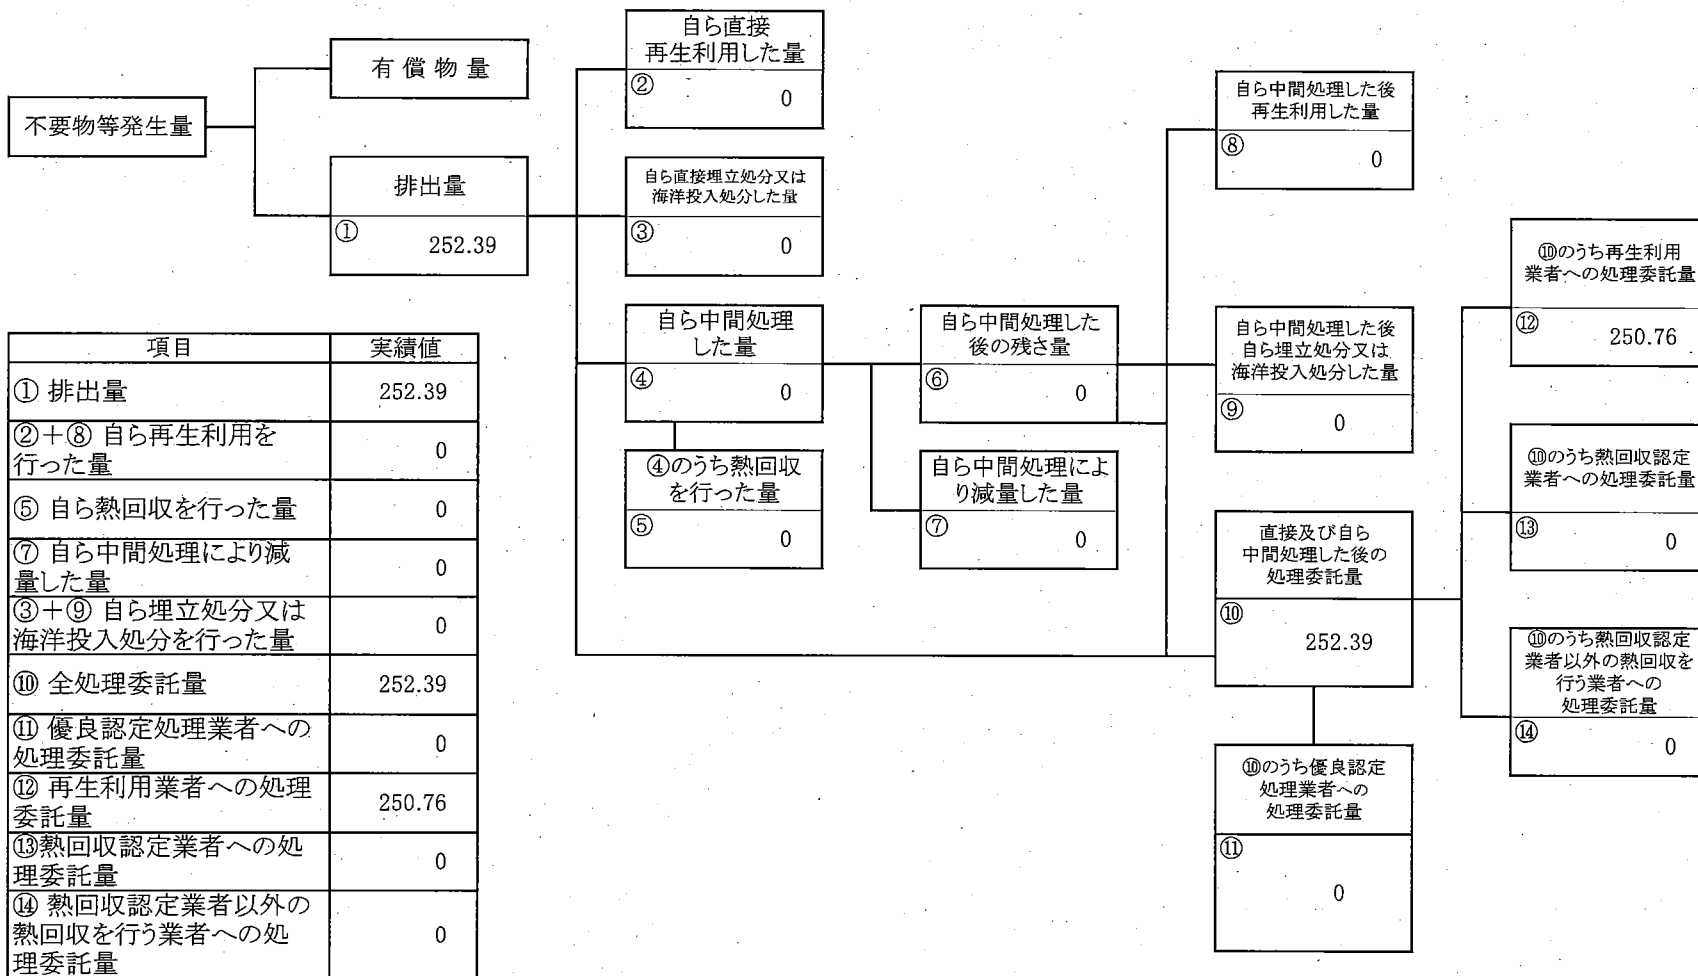 不要物等発生量
有償物量
排出量
①
252.39
自ら直接
再生利用した量
②
0
自ら直接埋立処分又は
海洋投入処分した量
③
0
自ら中間処理
した量
④
0
④のうち熱回収
を行った量
⑤
0
自ら中間処理した
後の残さ量
⑥
0
自ら中間処理によ
り減量した量
⑦
0
自ら中間処理した後
再生利用した量
⑧
0
自ら中間処理した後
自ら埋立処分又は
海洋投入処分した量
⑨
0
直接及び自ら
中間処理した後の
処理委託量
⑩
252.39
⑩のうち優良認定
処理業者への
処理委託量
⑪
0
⑩のうち再生利用
業者への処理委託量
⑫
250.76
⑩のうち熱回収認定
業者への処理委託量
⑬
0
⑩のうち熱回収認定
業者以外の熱回収を
行う業者への
処理委託量
⑭
0
項目 実績値
① 排出量 252.39
②+⑧ 自ら再生利用を
行った量 0
⑤ 自ら熱回収を行った量 0
⑦ 自ら中間処理により減
量した量 0
③+⑨ 自ら埋立処分又は
海洋投入処分を行った量 0
⑩ 全処理委託量 252.39
⑪ 優良認定処理業者への
処理委託量 0
⑫ 再生利用業者への処理
委託量 250.76
⑬熱回収認定業者への処
理委託量 0
⑭ 熱回収認定業者以外の
熱回収を行う業者への処
理委託量 0